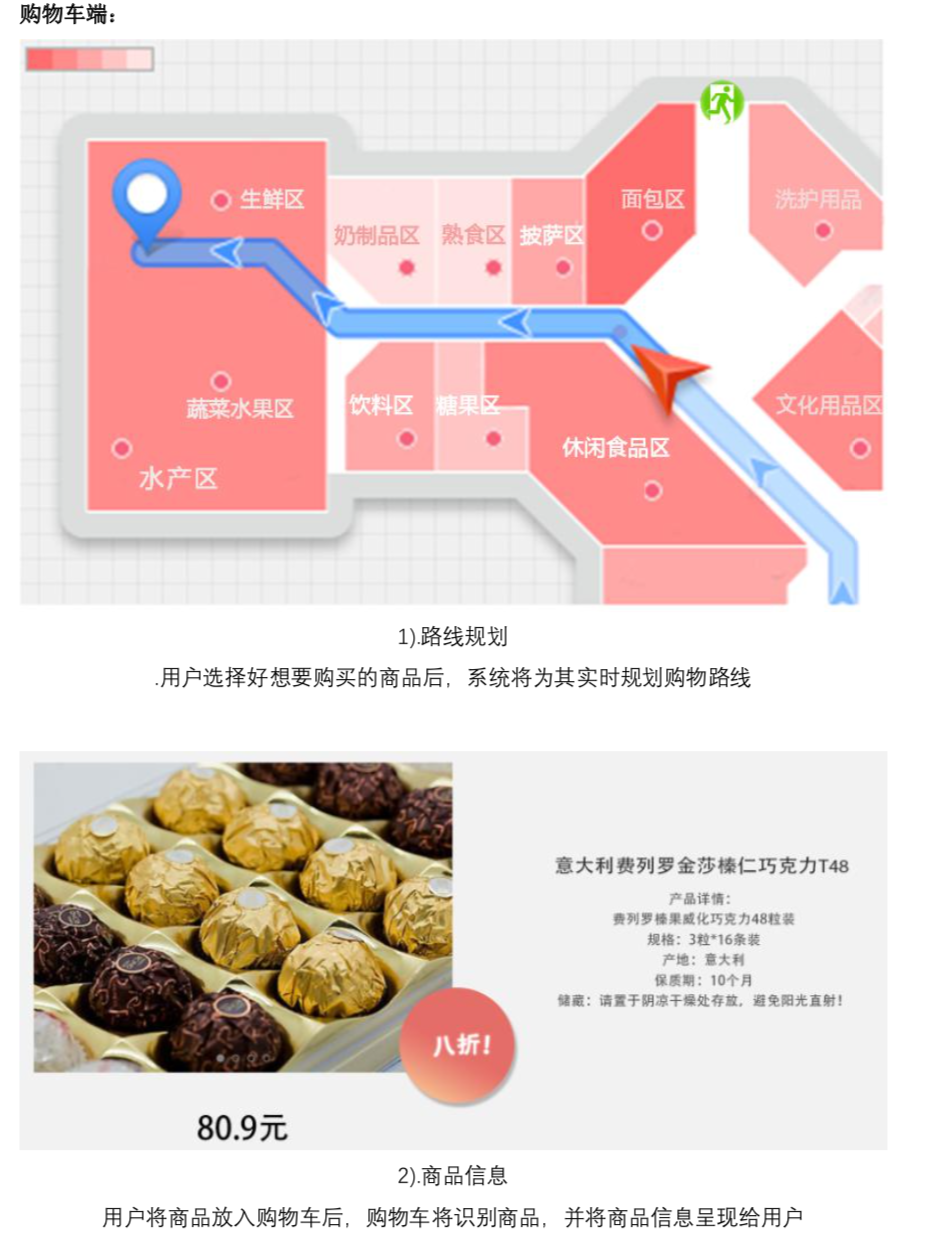 购物车端：
生鲜区
面包区
洗护用品
奶制品区
熟食区
披萨区
蔬菜水果区
饮料区
糖果区
文化用品区
休闲食品区
水产区
1).路线规划
.用户选择好想要购买的商品后，系统将为其实时规划购物路线
意大利费列罗金莎榛仁巧克力T48
产品详情：
费列罗榛果威化巧克力48粒装
规格：3粒*16条装
产地：意大利
保质期：10个月
储藏：请置于阴凉干燥处存放，避免阳光直射！
八折！
80.9元
2).商品信息
用户将商品放入购物车后，购物车将识别商品，并将商品信息呈现给用户